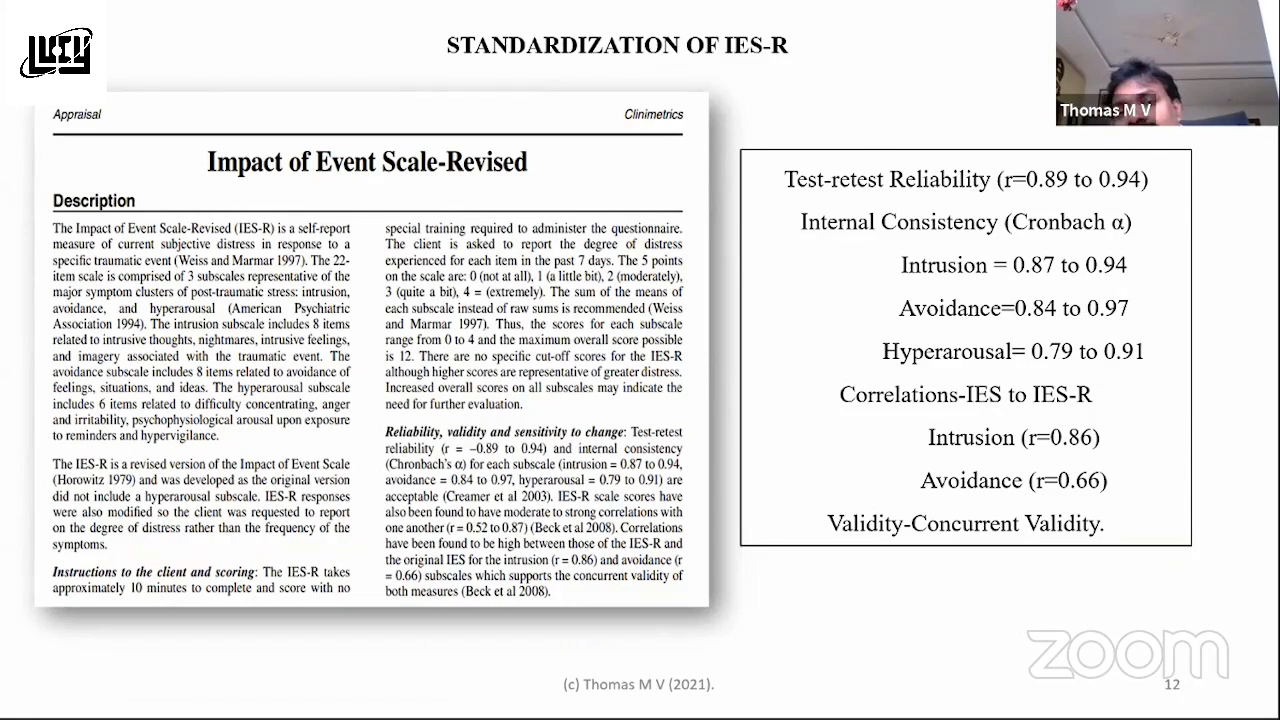 STANDARDIZATION OF IES-R
Thomas M V
Appraisal
Clinimetrics
Impact of Event Scale-Revised
Description
The Impact of Event Scale-Revised (IES-R) is a self-report
measure of current subjective distress in response to a
specific traumatic event (Weiss and Marmar 1997). The 22-
item scale is comprised of 3 subscales representative of the
major symptom clusters of post-traumatic stress: intrusion,
avoidance, and hyperarousal (American Psychiatric
Association 1994). The intrusion subscale includes 8 items
related to intrusive thoughts, nightmares, intrusive feelings,
and imagery associated with the traumatic event. The
avoidance subscale includes 8 items related to avoidance of
feelings, situations, and ideas. The hyperarousal subscale
includes 6 items related to difficulty concentrating, anger
and irritability, psychophysiological arousal upon exposure
to reminders and hypervigilance.
The IES-R is a revised version of the Impact of Event Scale
(Horowitz 1979) and was developed as the original version
did not include a hyperarousal subscale. IES-R responses
were also modified so the client was requested to report
on the degree of distress rather than the frequency of the
symptoms.
Instructions to the client and scoring: The IES-R takes
approximately 10 minutes to complete and score with no
special training required to administer the questionnaire.
The client is asked to report the degree of distress
experienced for each item in the past 7 days. The 5 points
on the scale are: 0 (not at all), 1 (a little bit), 2 (moderately),
3 (quite a bit), 4 = (extremely). The sum of the means of
each subscale instead of raw sums is recommended (Weiss
and Marmar 1997). Thus, the scores for each subscale
range from 0 to 4 and the maximum overall score possible
is 12. There are no specific cut-off scores for the IES-R
although higher scores are representative of greater distress.
Increased overall scores on all subscales may indicate the
need for further evaluation.
Reliability, validity and sensitivity to change: Test-retest
reliability (r = –0.89 to 0.94) and internal consistency
(Chronbach's α) for each subscale (intrusion = 0.87 to 0.94,
avoidance = 0.84 to 0.97, hyperarousal = 0.79 to 0.91) are
acceptable (Creamer et al 2003). IES-R scale scores have
also been found to have moderate to strong correlations with
one another (r = 0.52 to 0.87) (Beck et al 2008). Correlations
have been found to be high between those of the IES-R and
the original IES for the intrusion (r = 0.86) and avoidance (r
= 0.66) subscales which supports the concurrent validity of
both measures (Beck et al 2008).
Test-retest Reliability (r=0.89 to 0.94)
Internal Consistency (Cronbach α)
Intrusion = 0.87 to 0.94
Avoidance=0.84 to 0.97
Hyperarousal= 0.79 to 0.91
Correlations-IES to IES-R
Intrusion (r=0.86)
Avoidance (r=0.66)
Validity-Concurrent Validity.
zoom
(c) Thomas M V (2021).
12